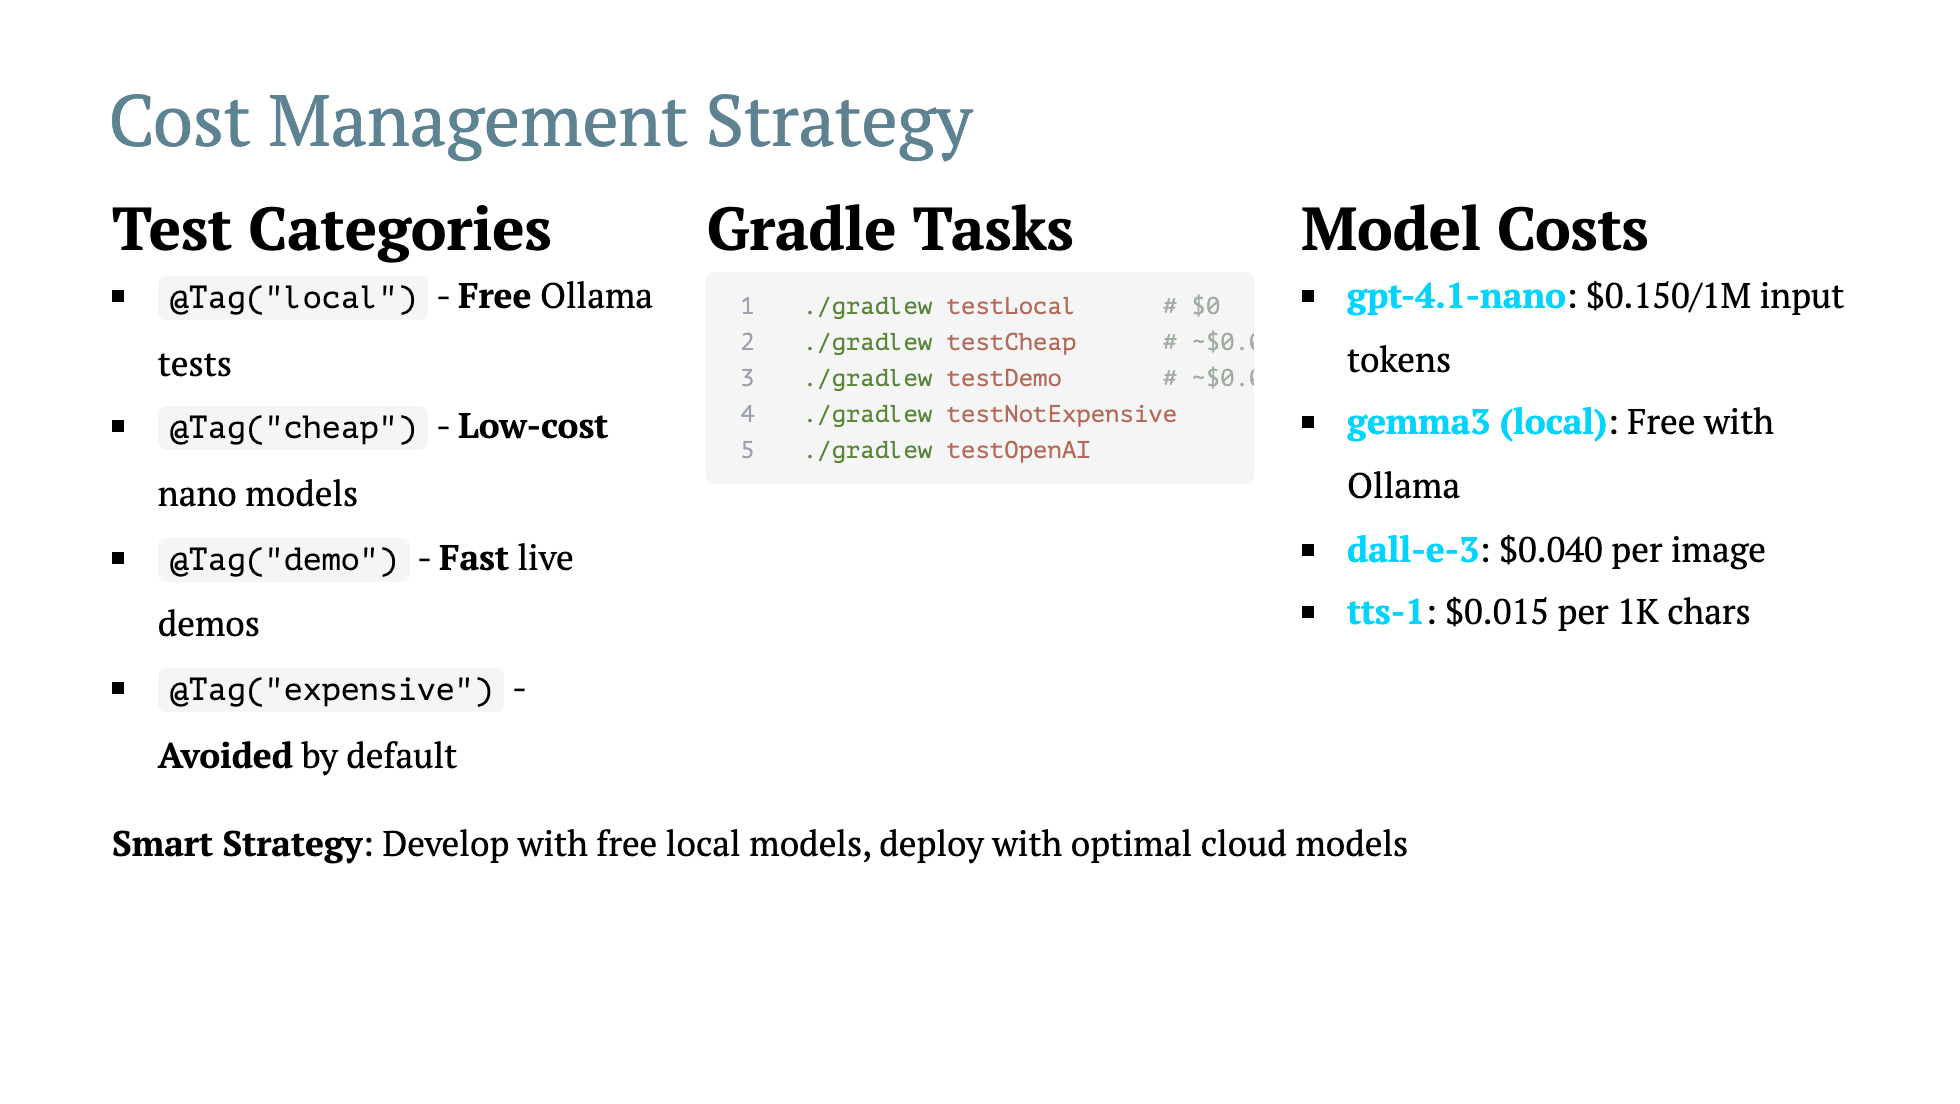 Cost Management Strategy
Test Categories
▪ @Tag("local") - Free Ollama
tests
▪ @Tag("cheap") - Low-cost
nano models
▪ @Tag("demo") - Fast live
demos
▪ @Tag("expensive") -
Avoided by default
Gradle Tasks
1 ./gradlew testLocal # $0
2 ./gradlew testCheap # ~$0.
3 ./gradlew testDemo # ~$0.
4 ./gradlew testNotExpensive
5 ./gradlew testOpenAI
Model Costs
▪ gpt-4.1-nano: $0.150/1M input
tokens
▪ gemma3 (local): Free with
Ollama
▪ dall-e-3: $0.040 per image
▪ tts-1: $0.015 per 1K chars
Smart Strategy: Develop with free local models, deploy with optimal cloud models